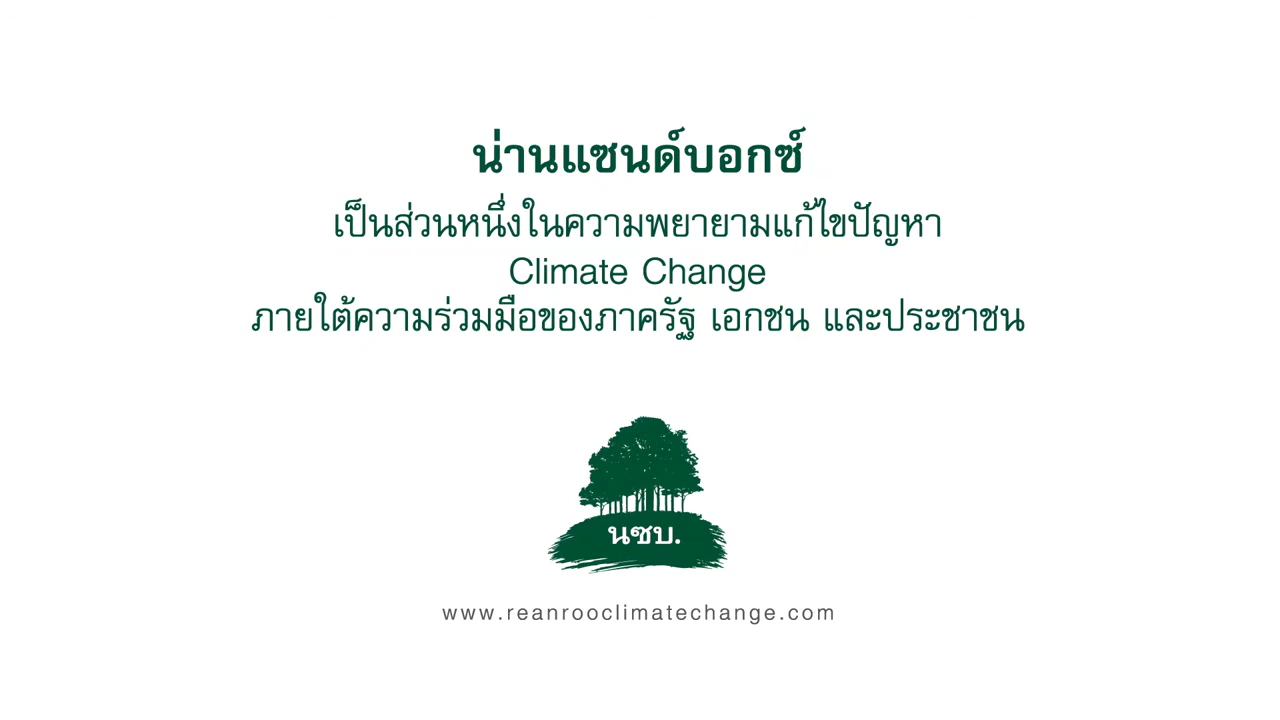 น่านแซนด์บอกซ์
เป็นส่วนหนึ่งในความพยายามแก้ไขปัญหา
Climate Change
ภายใต้ความร่วมมือของภาครัฐ เอกชน และประชาชน
นซบ.
www.reanrooclimatechange.com